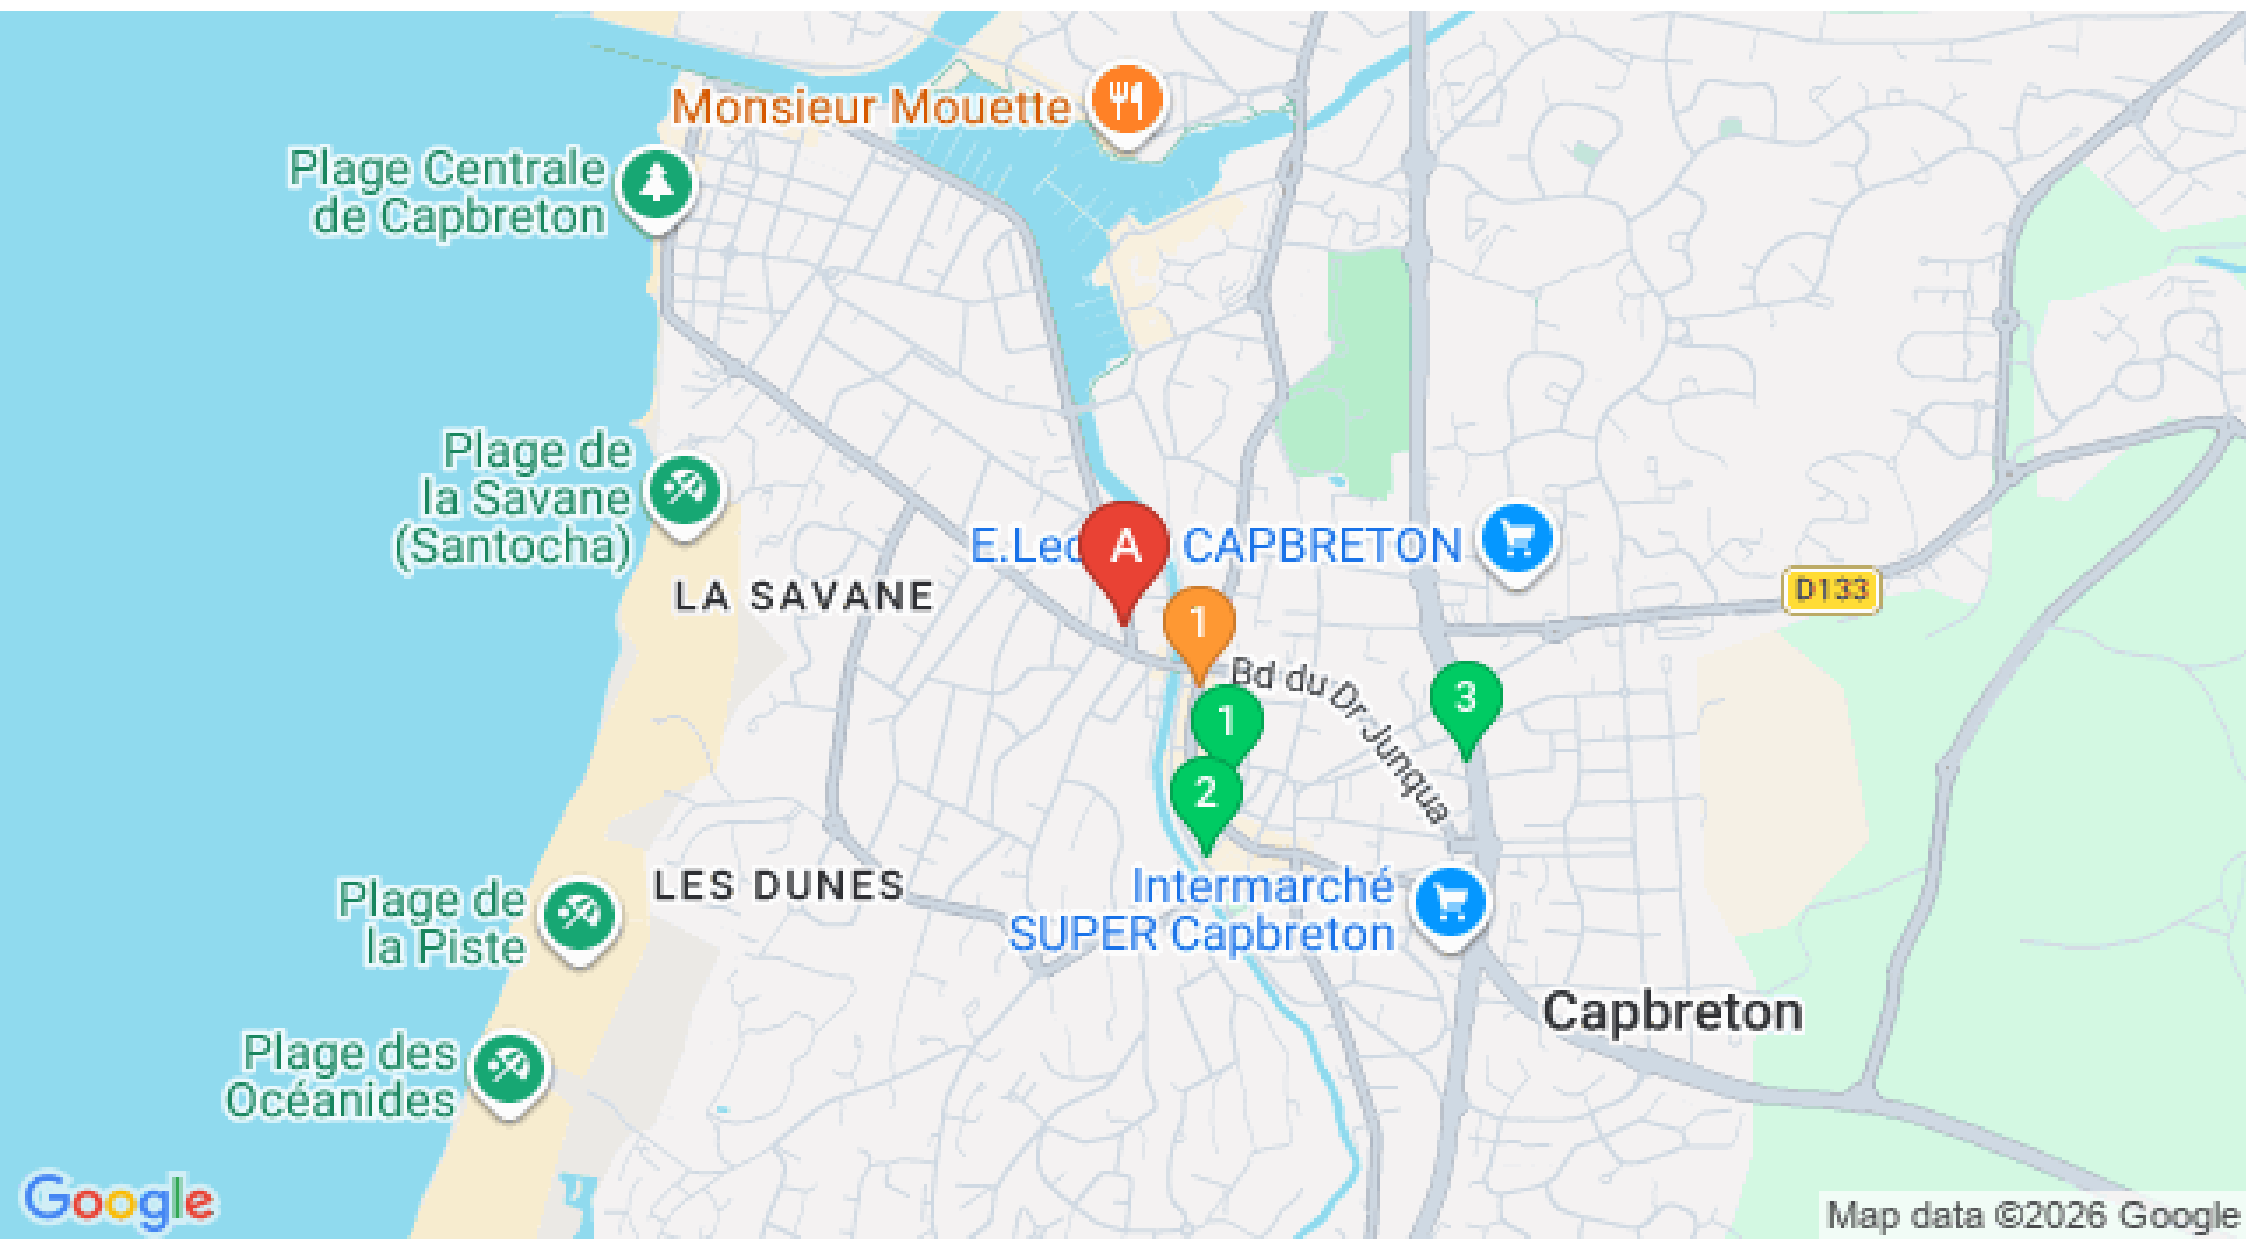 Monsieur Mouette
Plage Centrale
de Capbreton
Plage de
la Savane
(Santocha)
A
CAPBRETON
LA SAVANE
D133
1
Bd du Dr Junqua
3
1
2
LES DUNES
Intermarché
SUPER Capbreton
Plage de
la Piste
Capbreton
Plage des
Océanides
Google
Map data ©2026 Google